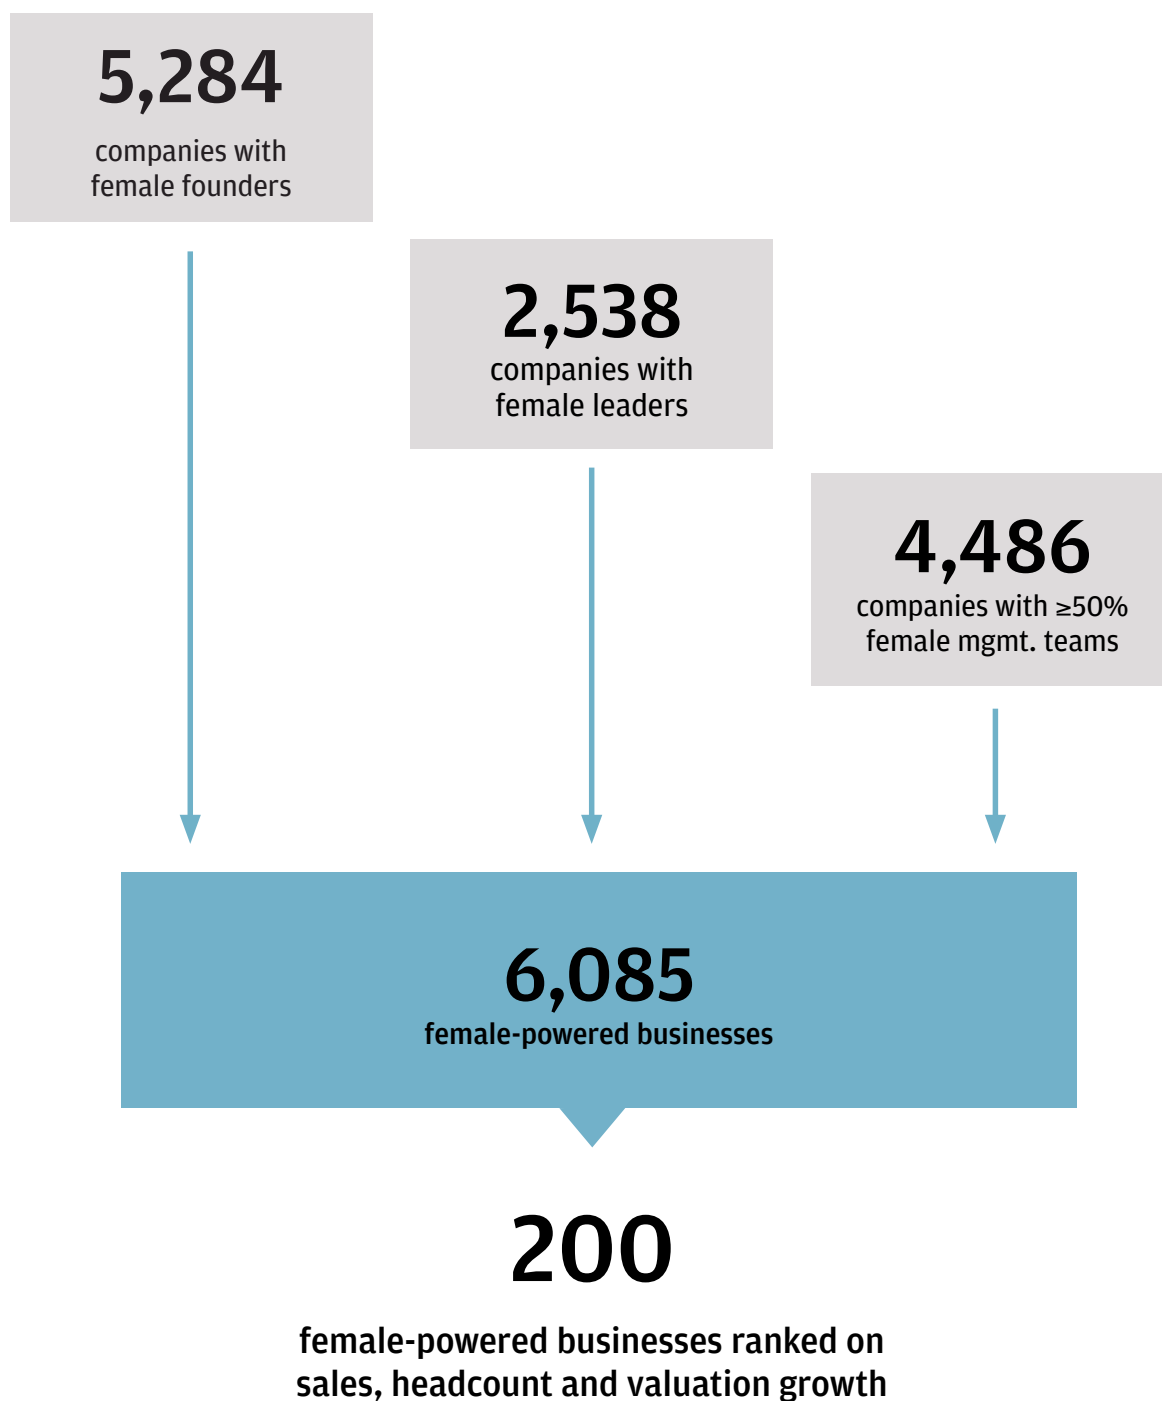 5,284
companies with
female founders
2,538
companies with
female leaders
4,486
companies with ≥50%
female mgmt. teams
6,085
female-powered businesses
200
female-powered businesses ranked on
sales, headcount and valuation growth